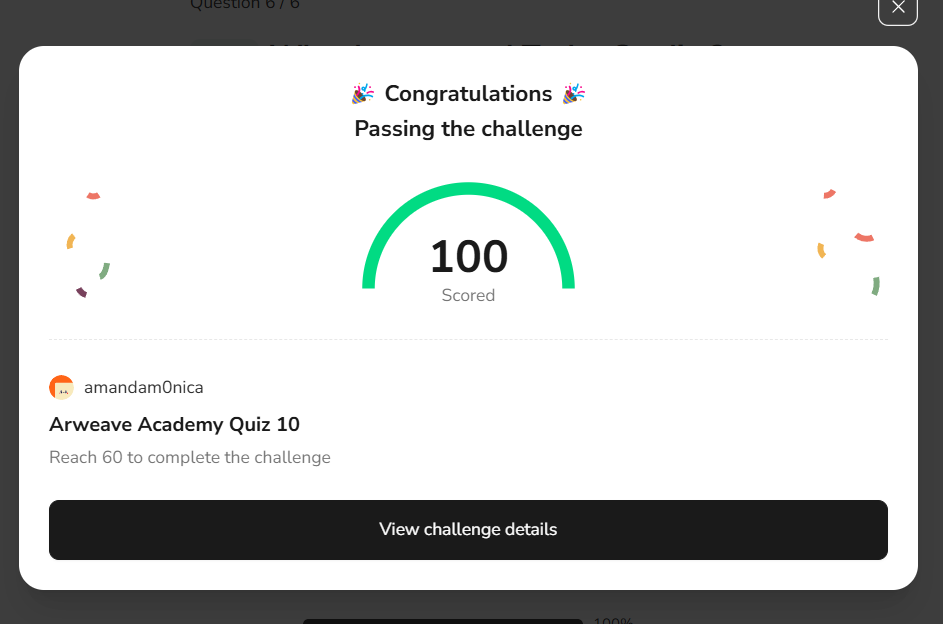 Question 6 / 6
Congratulations
Passing the challenge
100
Scored
amandam0nica
Arweave Academy Quiz 10
Reach 60 to complete the challenge
View challenge details
100%